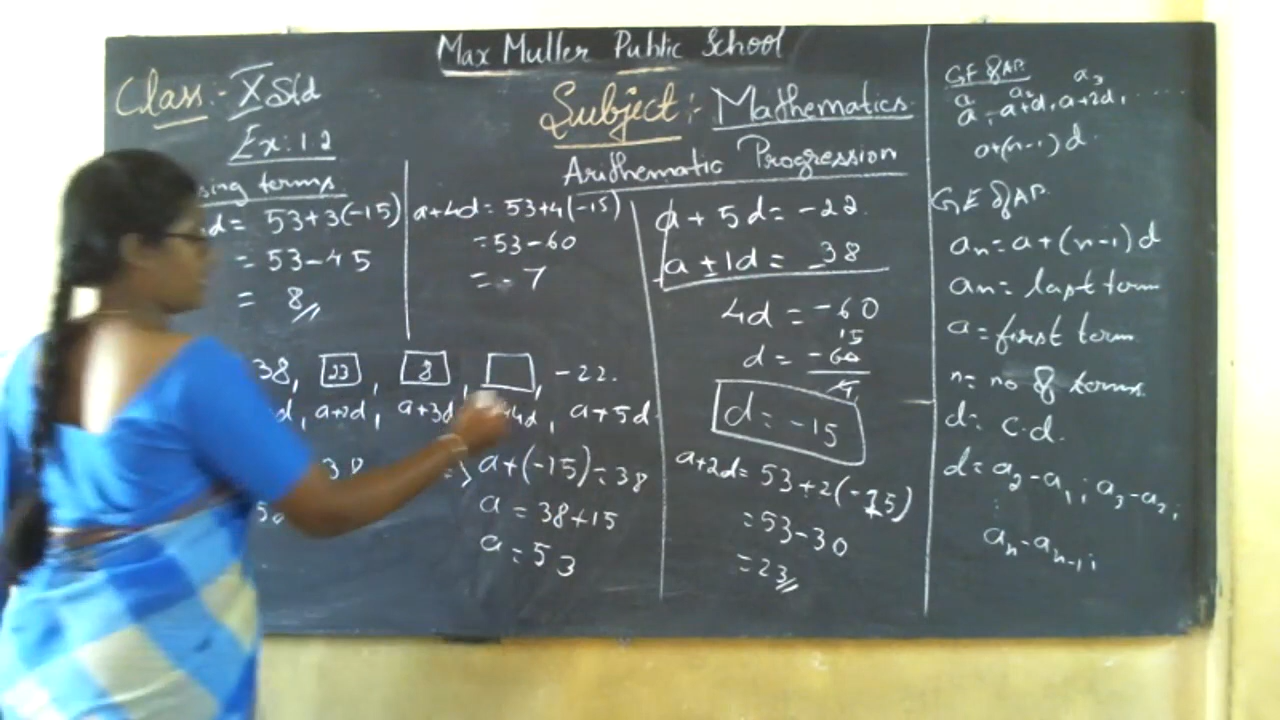 Max Muller Public School
Class:- X Std
Subject:- Mathematics
Ex: 1.2
Arithematic Progression
terms
d = 53+3(-15)
= 53-45
= 8
a+4d = 53+4(-15)
= 53-60
= -7
38, 23, 8, , -22.
d, a+2d, a+3d, +4d, a+5d
=> a+(-15) = 38
a = 38+15
a = 53
a + 5d = -22
a + 1d = 38
4d = -60
15
d = -60
4
d = -15
a+2d = 53+2(-15)
= 53-30
= 23
GF of AP.
a a2 a3
a, a+d, a+2d, .....
a+(n-1)d
GE of AP.
an = a+(n-1)d
an = last term
a = first term
n = no of terms.
d = c.d.
d = a2-a1; a3-a2;
an-an-1;